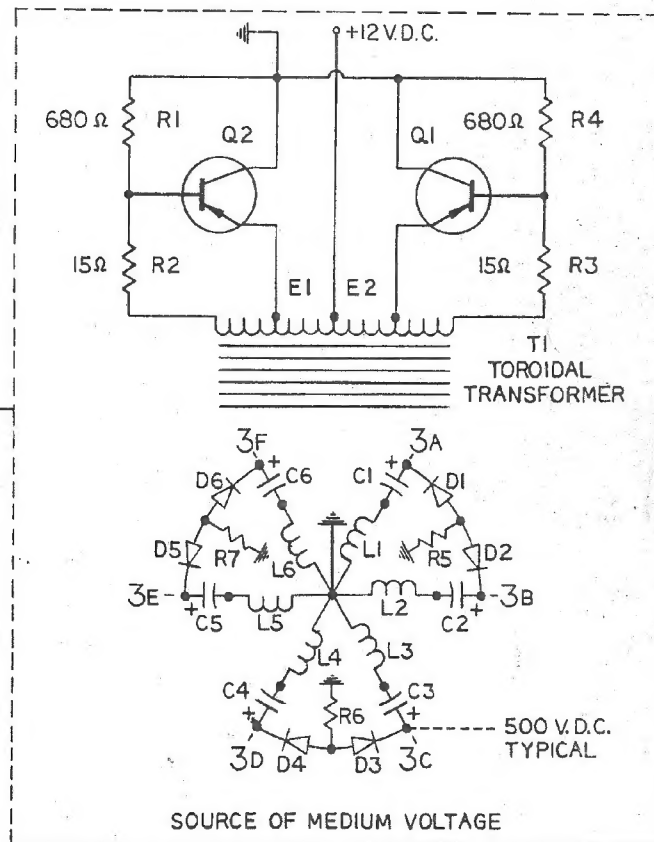 +12 V.D.C.
680Ω R1
Q2
Q1
680Ω R4
15Ω R2
E1 E2
15Ω R3
T1
TOROIDAL
TRANSFORMER
3F
3A
D6
C6
C1
D1
D5
R7
L6
L1
R5
D2
3E
C5
L5
L2
C2
3B
L4
L3
C4
R6
C3
3D
D4
D3
3C
500 V.D.C.
TYPICAL
SOURCE OF MEDIUM VOLTAGE